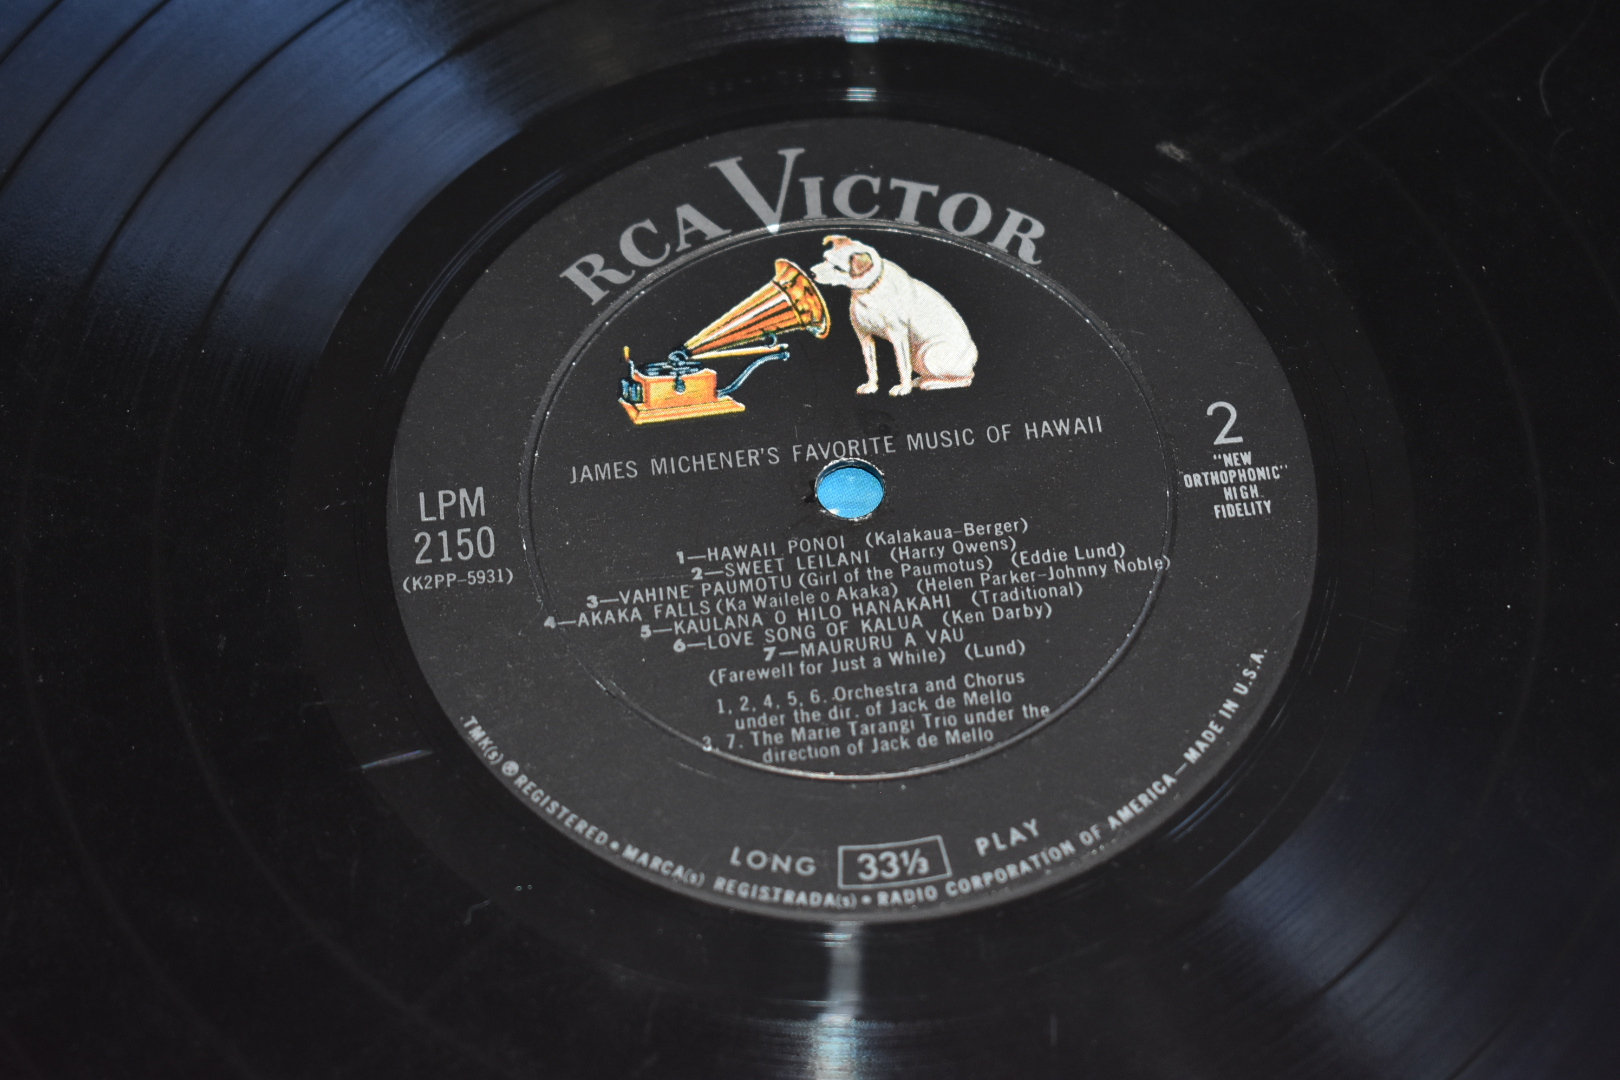 RCA VICTOR
JAMES MICHENER'S FAVORITE MUSIC OF HAWAII
LPM
2150
(K2PP-5931)
2
"NEW
ORTHOPHONIC"
HIGH
FIDELITY
1—HAWAII PONOI (Kalakaua-Berger)
2—SWEET LEILANI (Harry Owens)
3—VAHINE PAUMOTU (Girl of the Paumotus) (Eddie Lund)
4—AKAKA FALLS (Ka Wailele o Akaka) (Helen Parker-Johnny Noble)
5—KAULANA O HILO HANAKAHI (Traditional)
6—LOVE SONG OF KALUA (Ken Darby)
7—MAURURU A VAU
(Farewell for Just a While) (Lund)
1, 2, 4, 5, 6. Orchestra and Chorus
under the dir. of Jack de Mello
3, 7. The Marie Tarangi Trio under the
direction of Jack de Mello
LONG 33⅓ PLAY
TMK(s) ® REGISTERED • MARCA(s) REGISTRADA(s) • RADIO CORPORATION OF AMERICA—MADE IN U.S.A.